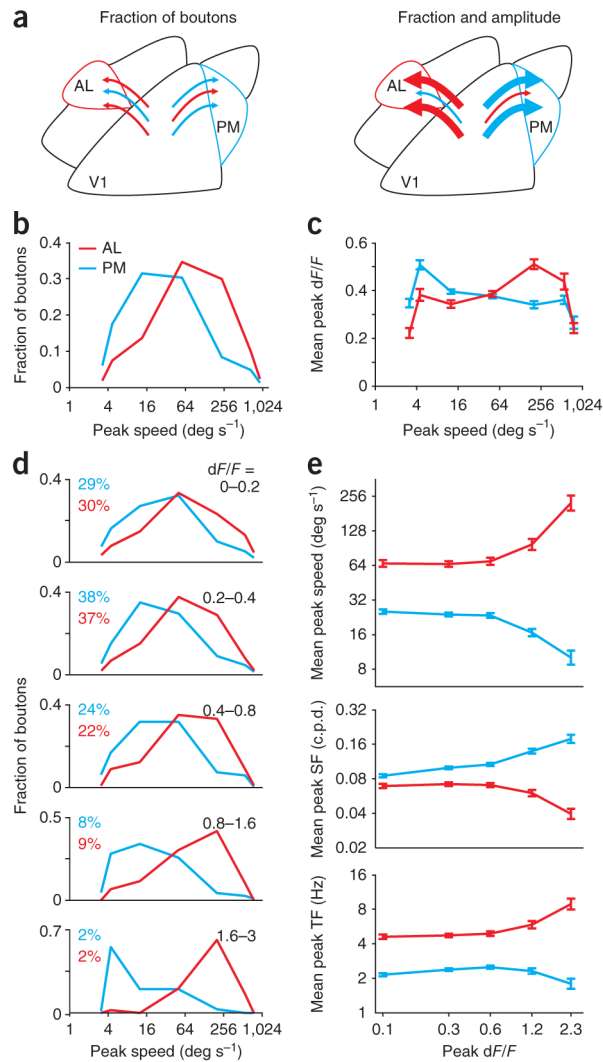 a
Fraction of boutons
Fraction and amplitude
AL
PM
V1
AL
PM
V1
b
Fraction of boutons
0.4
0.3
0.2
0.1
0
AL
PM
1 4 16 64 256 1,024
Peak speed (deg s⁻¹)
c
Mean peak dF/F
0.6
0.4
0.2
0
1 4 16 64 256 1,024
Peak speed (deg s⁻¹)
d
Fraction of boutons
0.4
0
29%
30%
dF/F =
0–0.2
0.4
0
38%
37%
0.2–0.4
0.4
0
24%
22%
0.4–0.8
0.5
0
8%
9%
0.8–1.6
0.7
0
2%
2%
1.6–3
1 4 16 64 256 1,024
Peak speed (deg s⁻¹)
e
Mean peak speed (deg s⁻¹)
256
128
64
32
16
8
Mean peak SF (c.p.d.)
0.32
0.16
0.08
0.04
0.02
Mean peak TF (Hz)
16
8
4
2
1
0.1 0.3 0.6 1.2 2.3
Peak dF/F